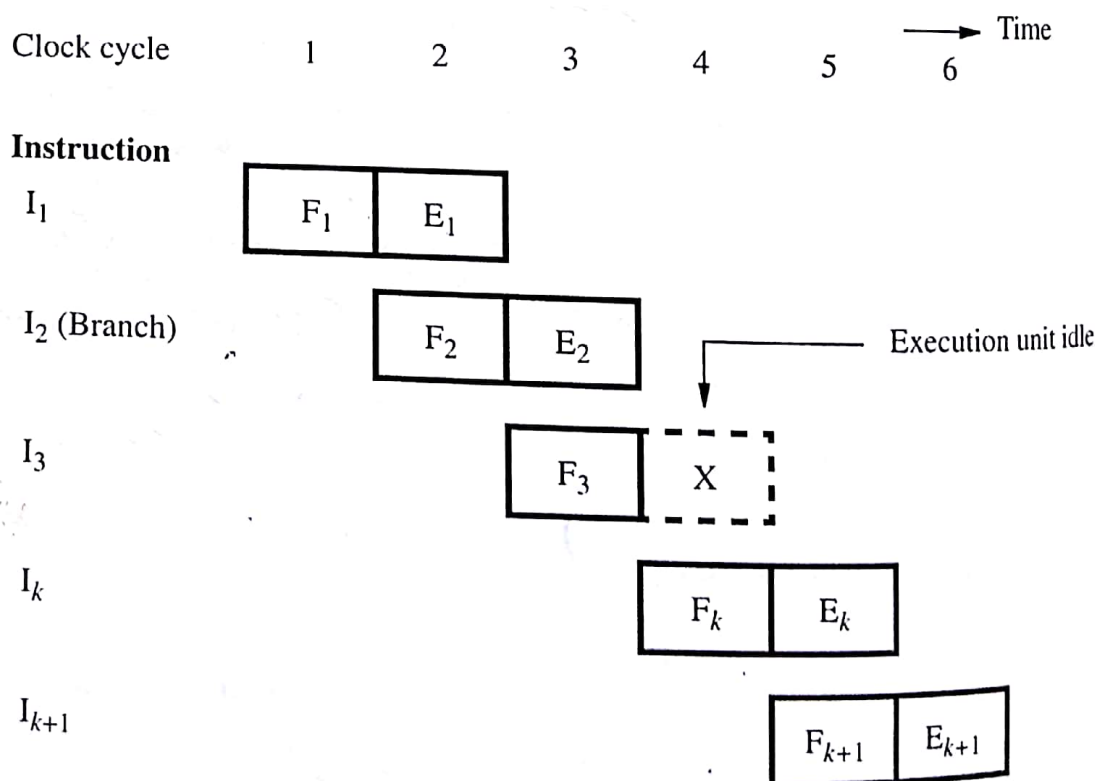 Time
Clock cycle 1 2 3 4 5 6
Instruction
I₁ F₁ E₁
I₂ (Branch) F₂ E₂
Execution unit idle
I₃ F₃ X
Iₖ Fₖ Eₖ
Iₖ₊₁ Fₖ₊₁ Eₖ₊₁